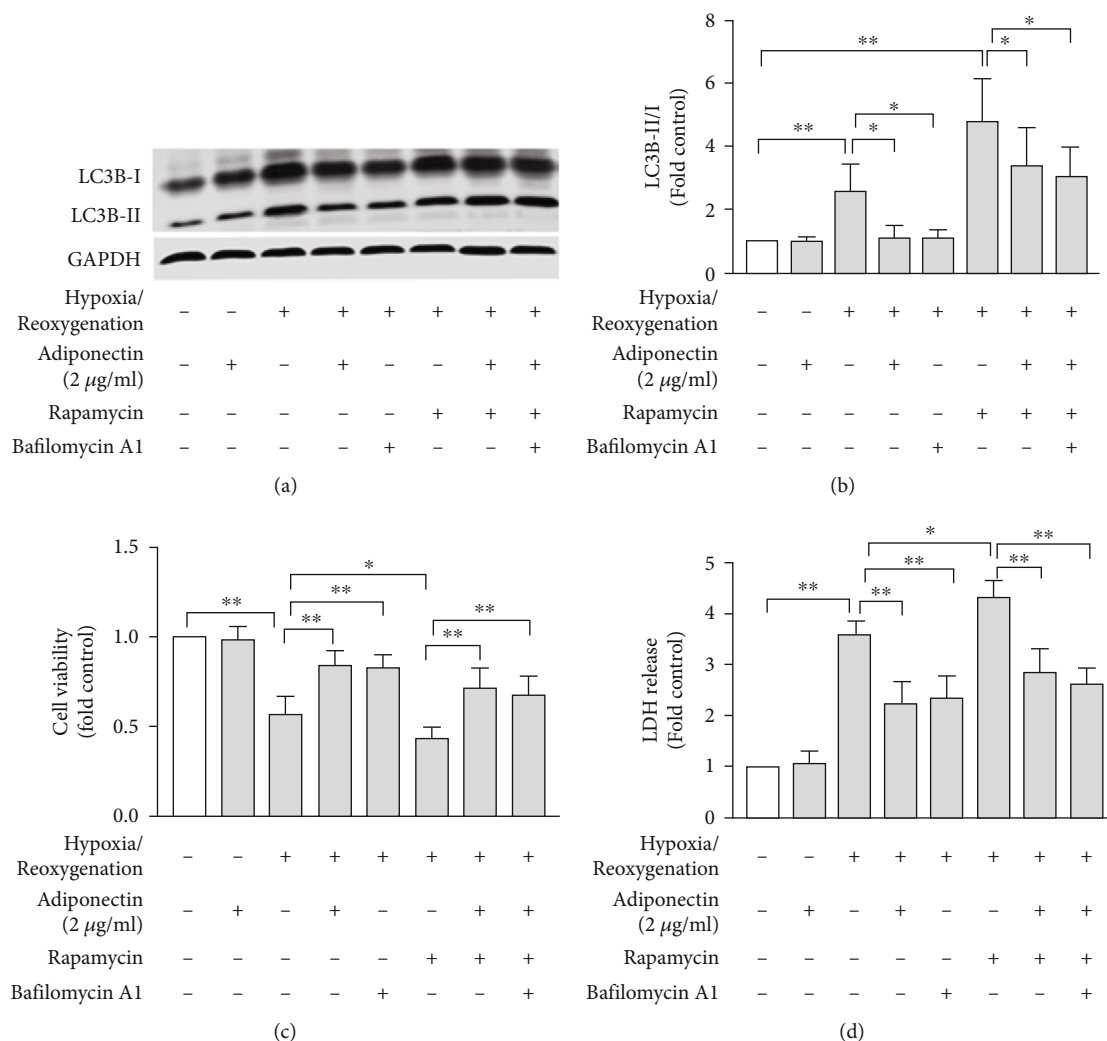 LC3B-I
LC3B-II
GAPDH
Hypoxia/
Reoxygenation – – + + + + + +
Adiponectin
(2 μg/ml) – + – + – – + +
Rapamycin – – – – – + + +
Bafilomycin A1 – – – – + – – +
(a)
LC3B-II/I
(Fold control)
8
6
4
2
0
** ** * * * *
Hypoxia/
Reoxygenation – – + + + + + +
Adiponectin
(2 μg/ml) – + – + – – + +
Rapamycin – – – – – + + +
Bafilomycin A1 – – – – + – – +
(b)
Cell viability
(fold control)
1.5
1.0
0.5
0.0
** ** ** * ** **
Hypoxia/
Reoxygenation – – + + + + + +
Adiponectin
(2 μg/ml) – + – + – – + +
Rapamycin – – – – – + + +
Bafilomycin A1 – – – – + – – +
(c)
LDH release
(Fold control)
5
4
3
2
1
0
** ** ** * ** **
Hypoxia/
Reoxygenation – – + + + + + +
Adiponectin
(2 μg/ml) – + – + – – + +
Rapamycin – – – – – + + +
Bafilomycin A1 – – – – + – – +
(d)